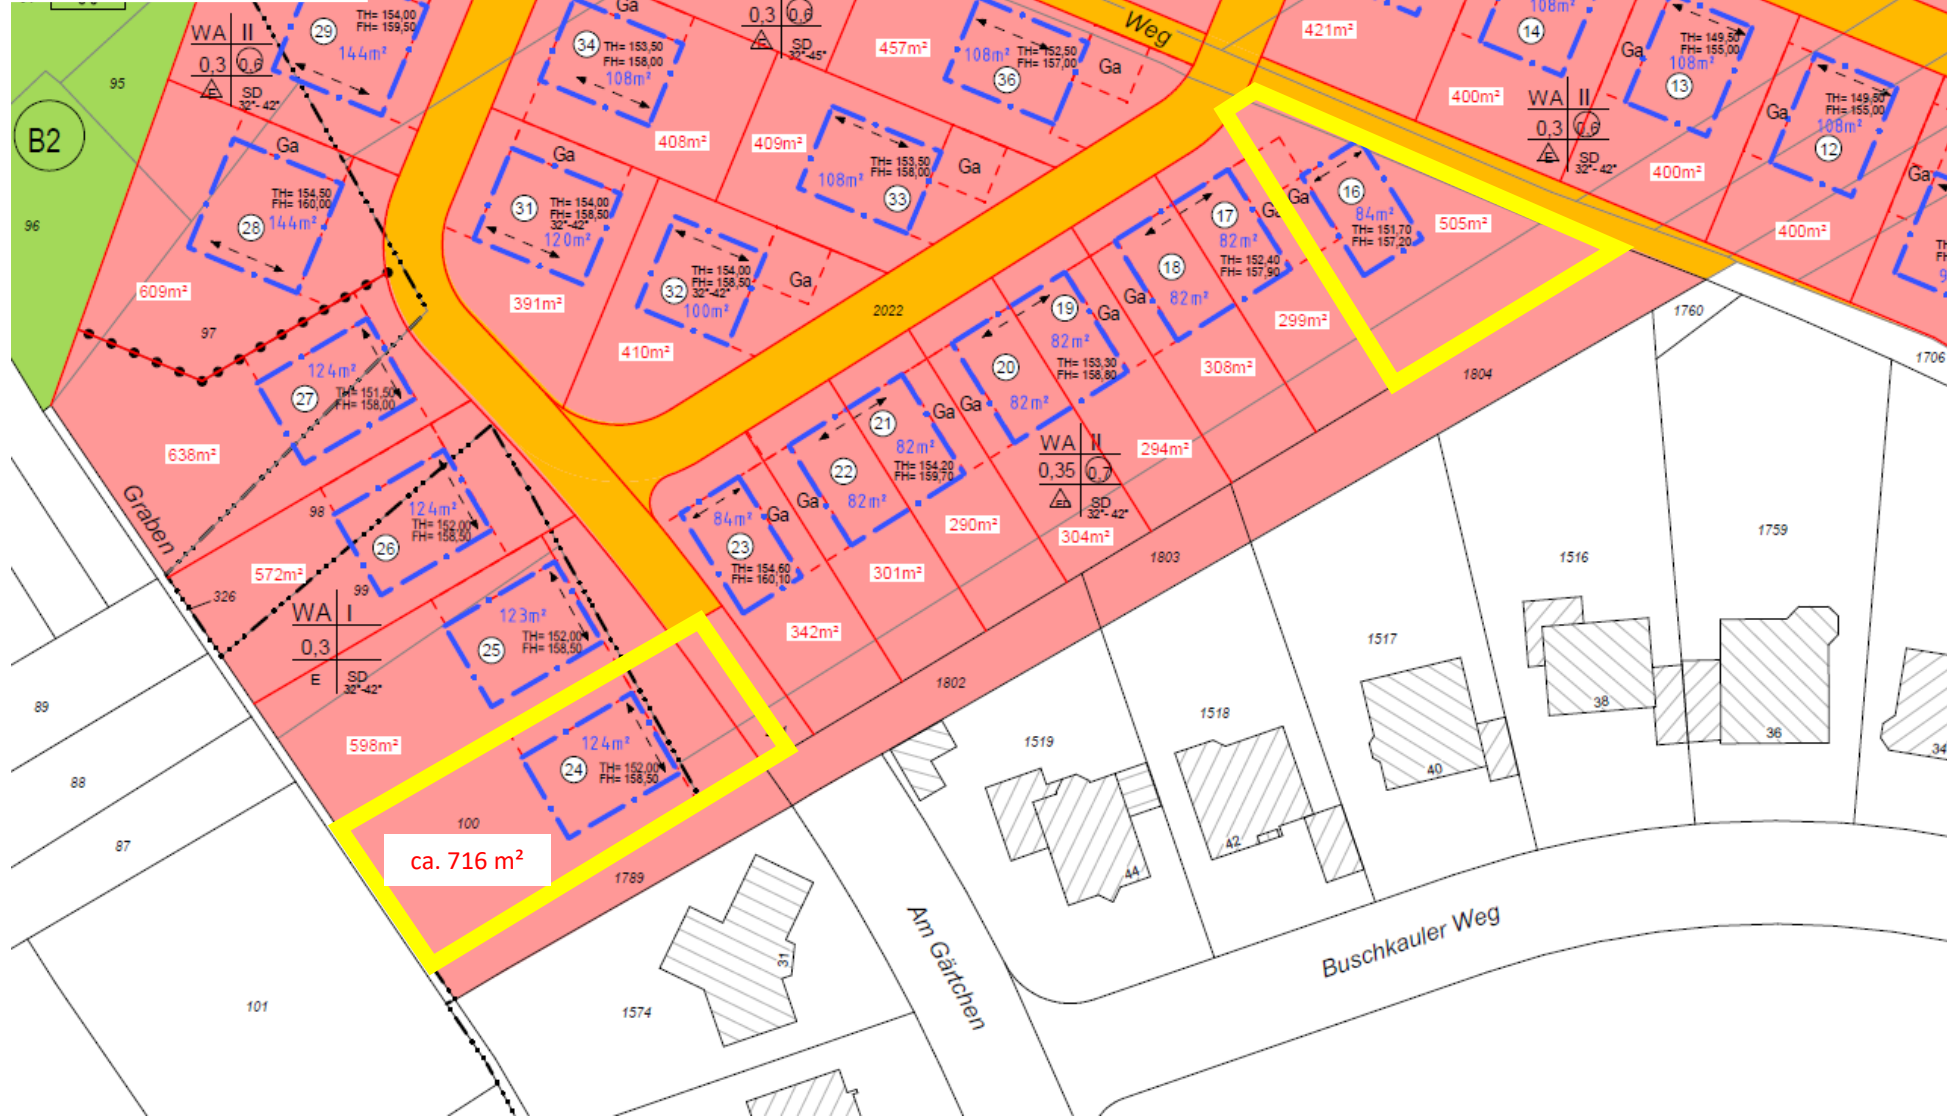 29
TH= 154,00
FH= 159,50
144m²
WA II
0,3 0,6
E SD
32°- 42°
95
B2
96
Ga
TH= 154,50
FH= 160,00
144m²
28
609m²
97
Ga
34
TH= 153,50
FH= 158,00
108m²
408m²
0,3 0,6
E SD
32°-45°
457m²
409m²
108m²
36
TH= 152,50
FH= 157,00
Ga
Weg
TH= 153,50
FH= 158,00
108m²
33
Ga
Ga
31
TH= 154,00
FH= 158,50
32°-42°
120m²
391m²
32
TH= 154,00
FH= 158,50
32°-42°
100m²
Ga
410m²
2022
421m²
108m²
14
400m²
WA II
0,3 0,6
E SD
32°- 42°
Ga
TH= 149,50
FH= 155,00
108m²
13
400m²
Ga
TH= 149,50
FH= 155,00
108m²
12
400m²
Ga
16
84m²
TH= 151,70
FH= 157,20
505m²
Ga
Ga
17
82m²
TH= 152,40
FH= 157,90
299m²
18
82m²
Ga
308m²
19
82m²
Ga
TH= 153,30
FH= 158,80
294m²
20
82m²
Ga
304m²
WA II
0,35 0,7
ED SD
32°- 42°
21
82m²
Ga
TH= 154,20
FH= 159,70
290m²
22
82m²
Ga
301m²
23
84m²
Ga
TH= 154,60
FH= 160,10
342m²
124m²
27
TH= 151,50
FH= 158,00
638m²
Graben
98
124m²
TH= 152,00
FH= 158,50
26
572m²
99
326
WA I
0,3
E SD
32°-42°
123m²
TH= 152,00
FH= 158,50
25
598m²
124m²
TH= 152,00
FH= 158,50
24
100
ca. 716 m²
1789
89
88
87
101
1574
31
Am Gärtchen
Buschkauler Weg
1802
1803
1804
1760
1706
1519
44
1518
42
1517
40
1516
38
1759
36
34